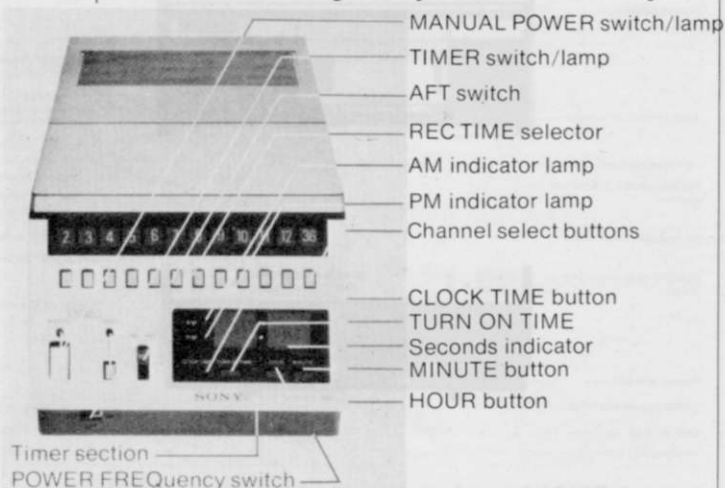 MANUAL POWER switch/lamp
TIMER switch/lamp
AFT switch
REC TIME selector
AM indicator lamp
PM indicator lamp
2 3 4 5 6 7 8 9 10 11 12 36
Channel select buttons
CLOCK TIME button
TURN ON TIME
Seconds indicator
MINUTE button
HOUR button
SONY
Timer section
POWER FREQuency switch